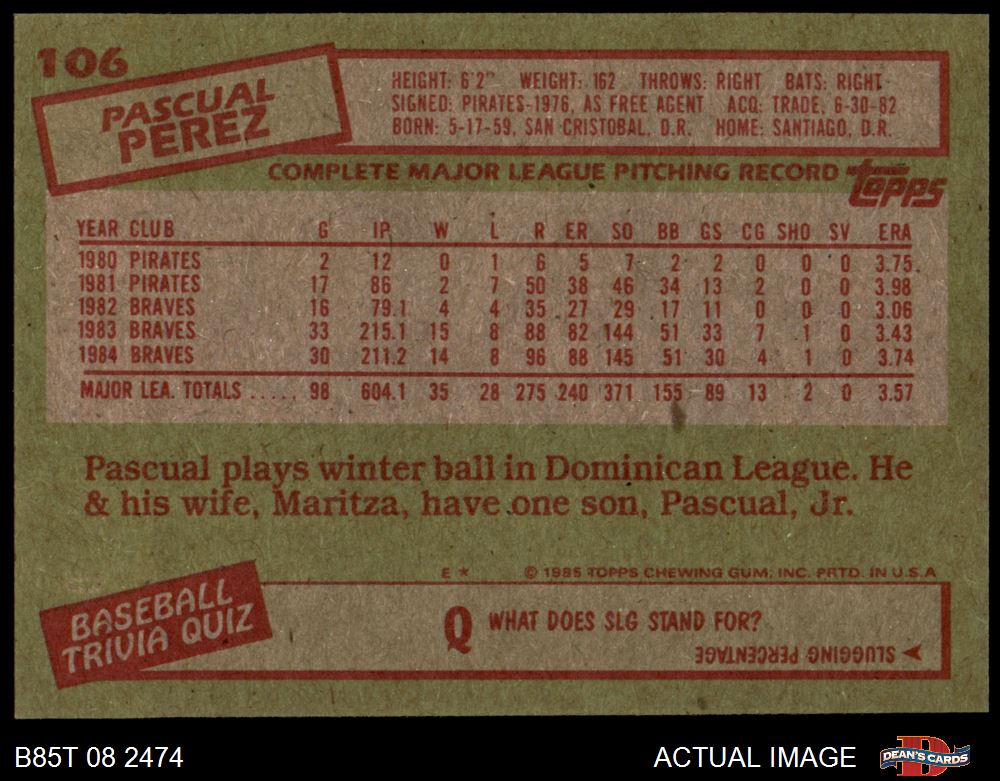 106
PASCUAL
PEREZ
HEIGHT: 6'2" WEIGHT: 162 THROWS: RIGHT BATS: RIGHT
SIGNED: PIRATES-1976, AS FREE AGENT ACQ: TRADE, 6-30-82
BORN: 5-17-59, SAN CRISTOBAL, D.R. HOME: SANTIAGO, D.R.
COMPLETE MAJOR LEAGUE PITCHING RECORD topps
YEAR CLUB G IP W L R ER SO BB GS CG SHO SV ERA
1980 PIRATES 2 12 0 1 6 5 7 2 2 0 0 0 3.75
1981 PIRATES 17 86 2 7 50 38 46 34 13 2 0 0 3.98
1982 BRAVES 16 79.1 4 4 35 27 29 17 11 0 0 0 3.06
1983 BRAVES 33 215.1 15 8 88 82 144 51 33 7 1 0 3.43
1984 BRAVES 30 211.2 14 8 96 88 145 51 30 4 1 0 3.74
MAJOR LEA. TOTALS ..... 98 604.1 35 28 275 240 371 155 89 13 2 0 3.57
Pascual plays winter ball in Dominican League. He
& his wife, Maritza, have one son, Pascual, Jr.
E * © 1985 TOPPS CHEWING GUM, INC. PRTD. IN U.S.A
BASEBALL
TRIVIA QUIZ
Q WHAT DOES SLG STAND FOR?
SLUGGING PERCENTAGE
B85T 08 2474 ACTUAL IMAGE DEAN'S CARDS